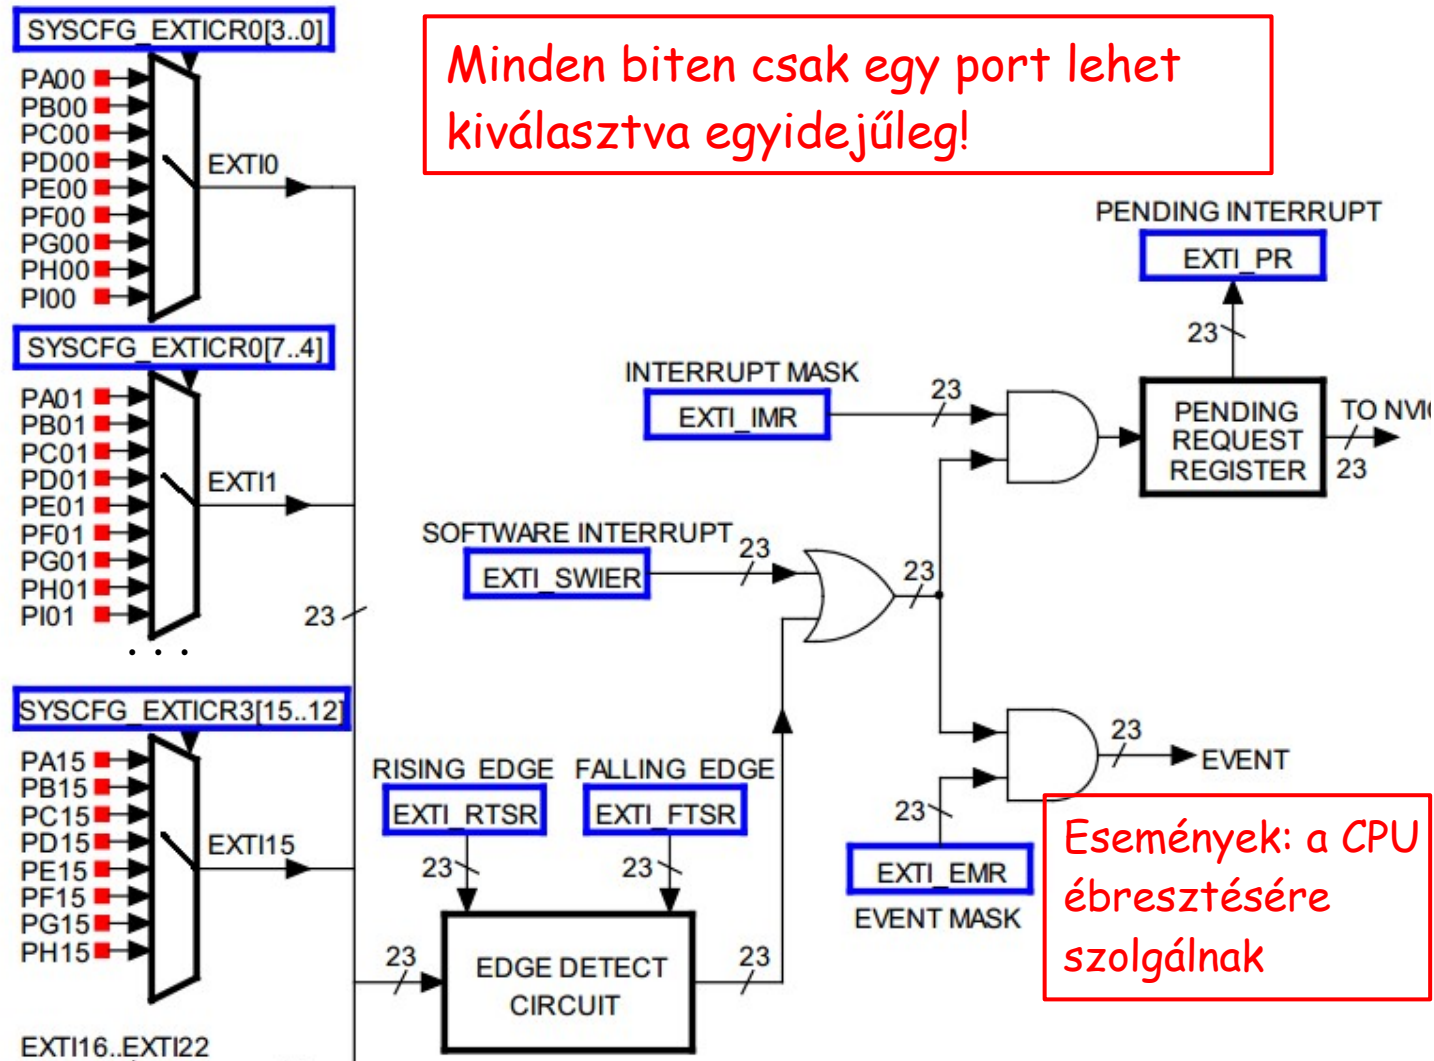 SYSCFG_EXTICR0[3..0]
PA00
PB00
PC00
PD00
PE00
PF00
PG00
PH00
PI00
EXTI0
Minden biten csak egy port lehet
kiválasztva egyidejűleg!
SYSCFG_EXTICR0[7..4]
PA01
PB01
PC01
PD01
PE01
PF01
PG01
PH01
PI01
EXTI1
23
. . .
SYSCFG_EXTICR3[15..12]
PA15
PB15
PC15
PD15
PE15
PF15
PG15
PH15
EXTI15
EXTI16..EXTI22
PENDING INTERRUPT
EXTI_PR
23
INTERRUPT MASK
EXTI_IMR
23
PENDING
REQUEST
REGISTER
TO NVI
23
SOFTWARE INTERRUPT
EXTI_SWIER
23
23
RISING EDGE
EXTI_RTSR
23
FALLING EDGE
EXTI_FTSR
23
23
EDGE DETECT
CIRCUIT
23
23
EVENT
23
EXTI_EMR
EVENT MASK
Események: a CPU
ébresztésére
szolgálnak